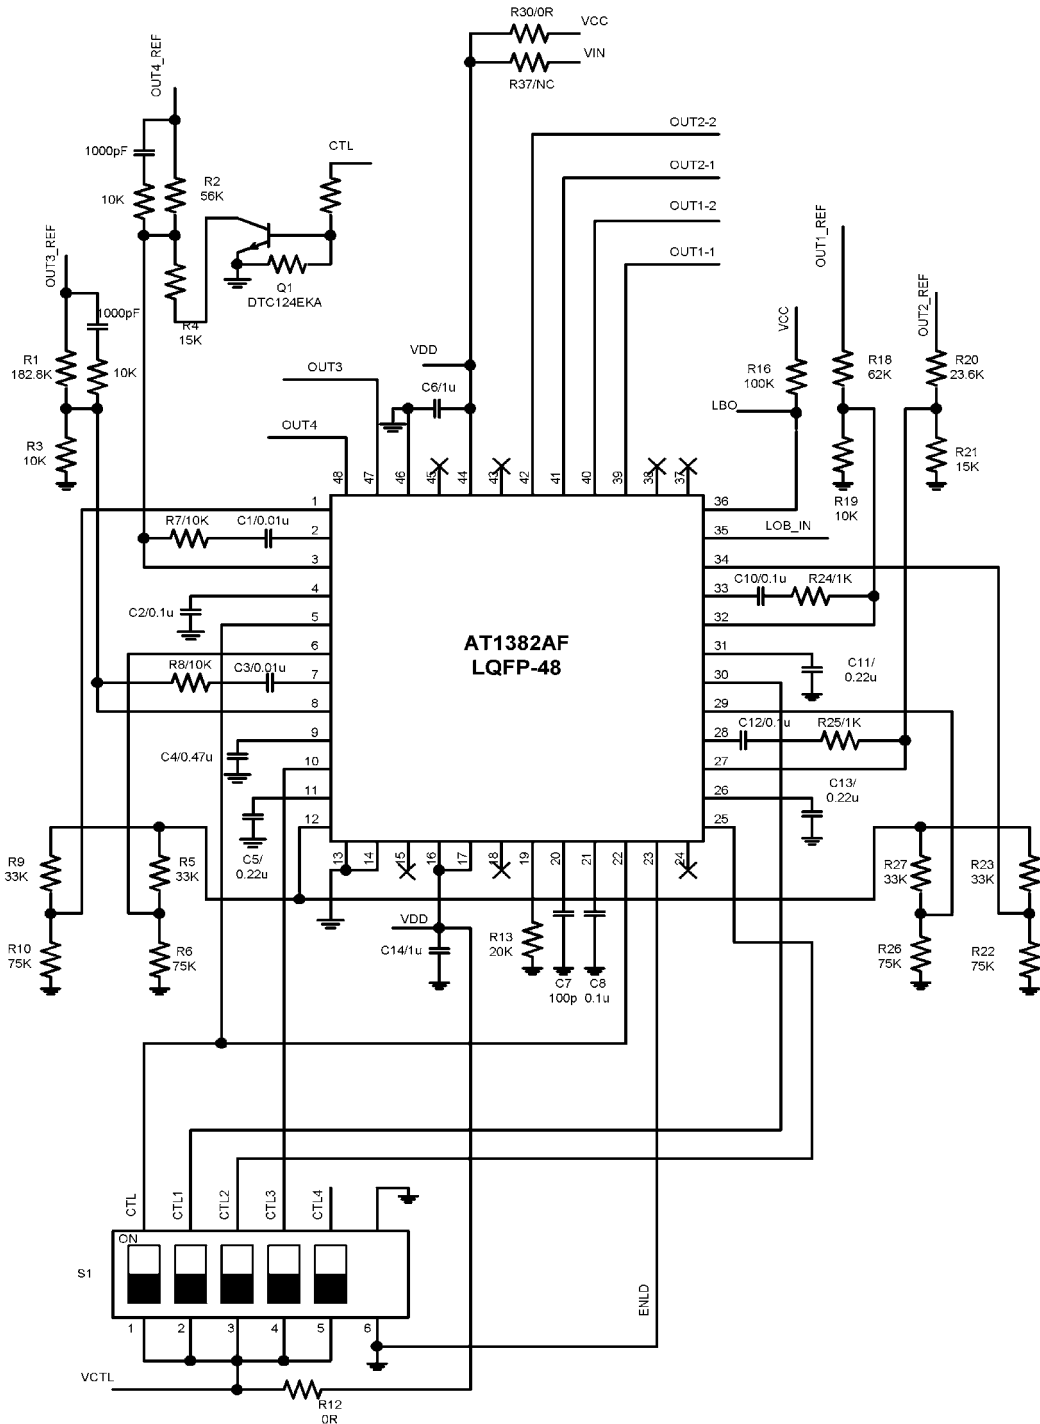 R30/0R
VCC
VIN
R37/NC
OUT4_REF
1000pF
R2
56K
10K
CTL
OUT2-2
OUT2-1
OUT1-2
OUT1-1
OUT3_REF
1000pF
R4
15K
Q1
DTC124EKA
R1
182.8K
10K
R3
10K
VDD
OUT3
C6/1u
OUT4
OUT1_REF
OUT2_REF
VCC
R16
100K
LBO
R18
62K
R20
23.6K
R21
15K
R19
10K
48
47
46
45
44
43
42
41
40
39
38
37
1
2
3
4
5
6
7
8
9
10
11
12
R7/10K
C1/0.01u
C2/0.1u
R8/10K
C3/0.01u
C4/0.47u
C5/
0.22u
AT1382AF
LQFP-48
36
35
34
33
32
31
30
29
28
27
26
25
LOB_IN
C10/0.1u
R24/1K
C11/
0.22u
C12/0.1u
R25/1K
C13/
0.22u
13
14
15
16
17
18
19
20
21
22
23
24
R9
33K
R5
33K
R10
75K
R6
75K
VDD
C14/1u
R13
20K
C7
100p
C8
0.1u
R27
33K
R23
33K
R26
75K
R22
75K
CTL
CTL1
CTL2
CTL3
CTL4
ON
S1
1
2
3
4
5
6
ENLD
VCTL
R12
0R